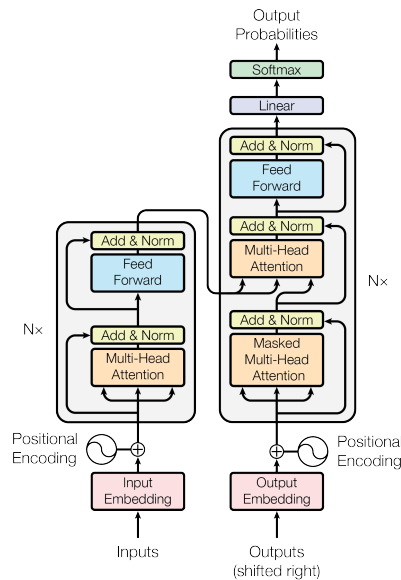 Output
Probabilities
Softmax
Linear
Add & Norm
Feed
Forward
Add & Norm
Multi-Head
Attention
Add & Norm
Masked
Multi-Head
Attention
N×
Add & Norm
Feed
Forward
Add & Norm
Multi-Head
Attention
N×
Positional
Encoding
Positional
Encoding
Input
Embedding
Output
Embedding
Inputs
Outputs
(shifted right)